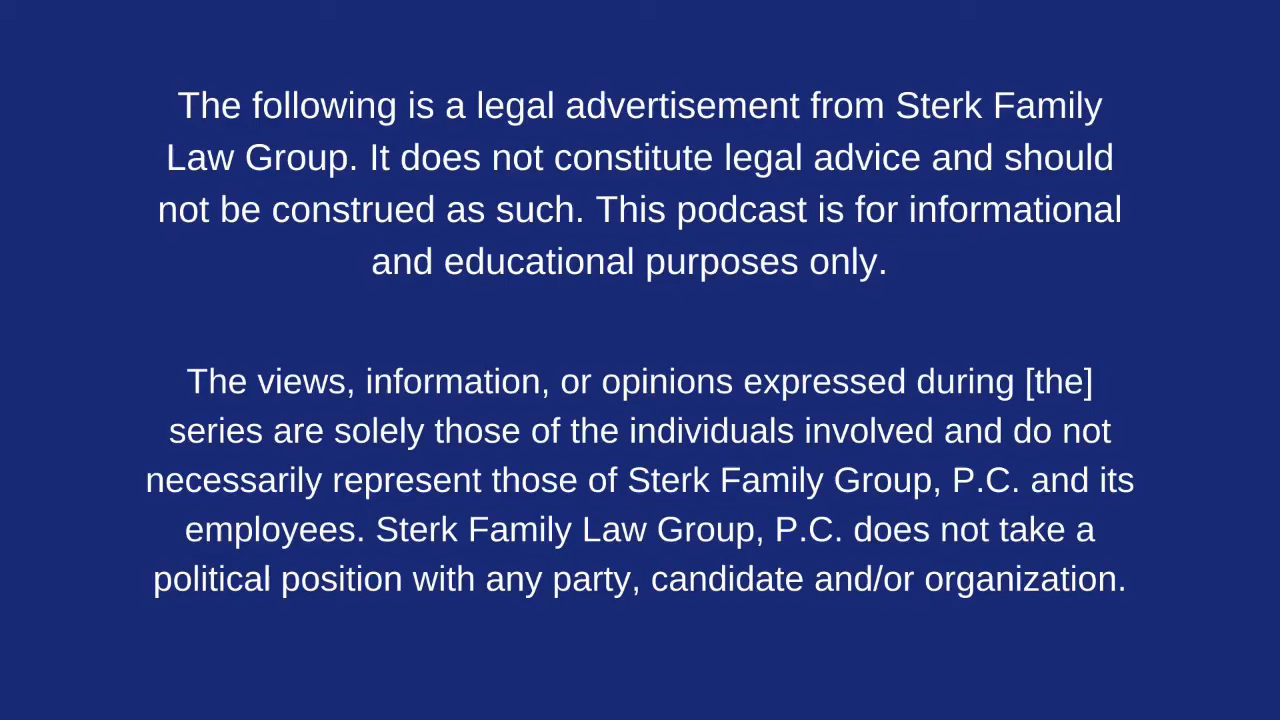 The following is a legal advertisement from Sterk Family
Law Group. It does not constitute legal advice and should
not be construed as such. This podcast is for informational
and educational purposes only.
The views, information, or opinions expressed during [the]
series are solely those of the individuals involved and do not
necessarily represent those of Sterk Family Group, P.C. and its
employees. Sterk Family Law Group, P.C. does not take a
political position with any party, candidate and/or organization.